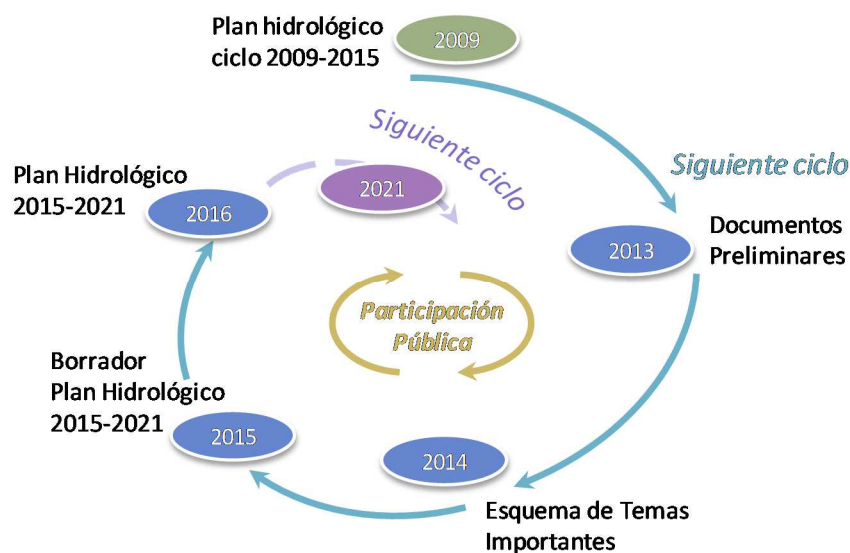 Plan hidrológico
ciclo 2009-2015
2009
Siguiente ciclo
Documentos
Preliminares
2013
Esquema de Temas
Importantes
2014
Borrador
Plan Hidrológico
2015-2021
2015
Plan Hidrológico
2015-2021
2016
Siguiente ciclo
2021
Participación
Pública